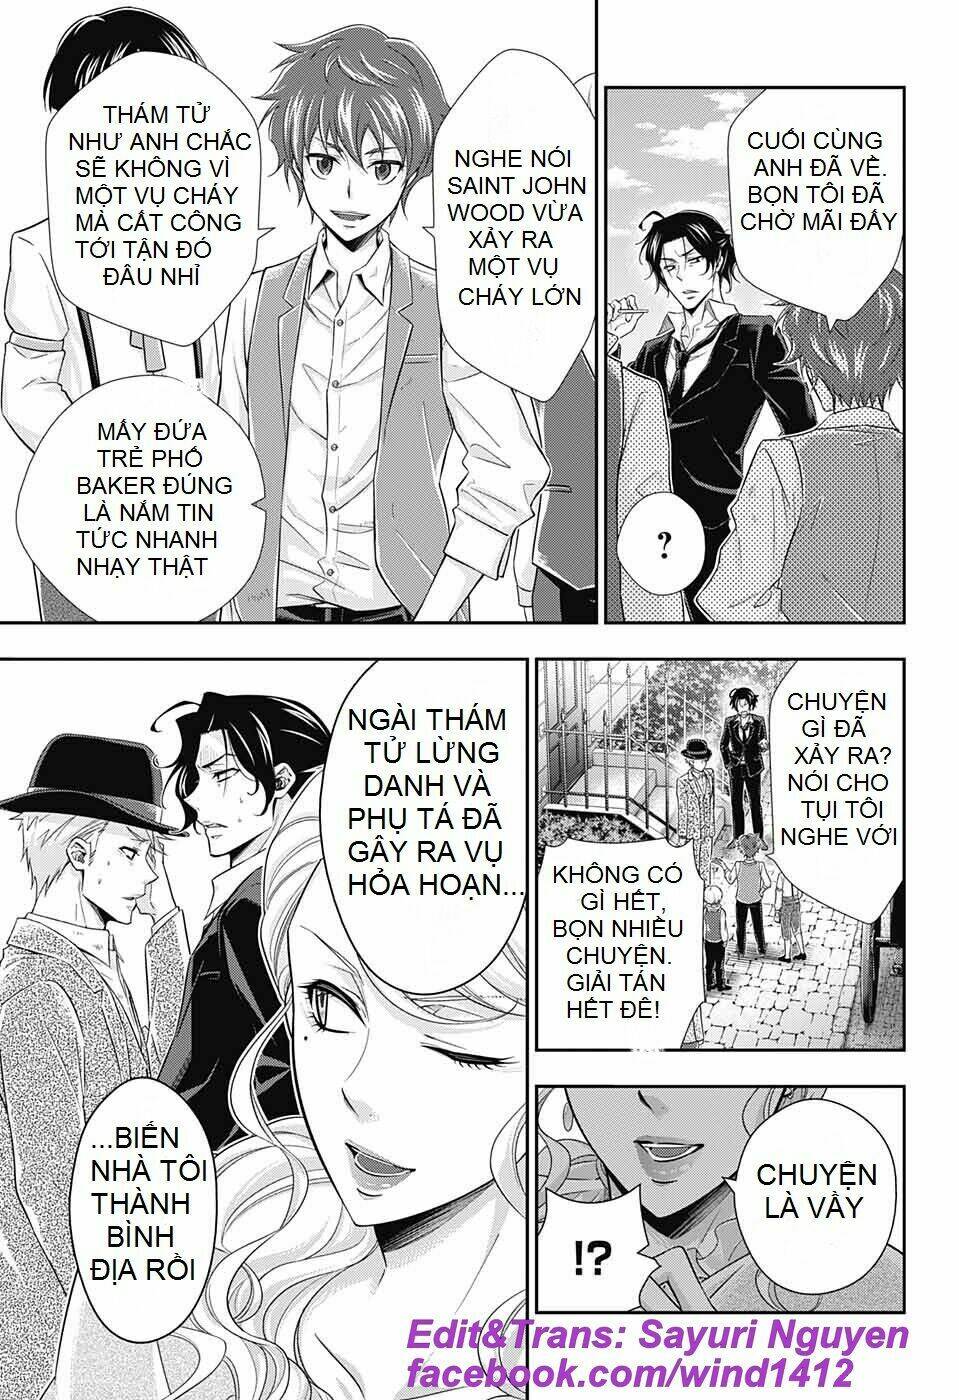 CUỐI CÙNG
ANH ĐÃ VỀ.
BỌN TÔI ĐÃ
CHỜ MÃI ĐẤY
?
NGHE NÓI
SAINT JOHN
WOOD VỪA
XẢY RA
MỘT VỤ
CHÁY LỚN
THÁM TỬ
NHƯ ANH CHẮC
SẼ KHÔNG VÌ
MỘT VỤ CHÁY
MÀ CẤT CÔNG
TỚI TẬN ĐÓ
ĐÂU NHỈ
MẤY ĐỨA
TRẺ PHỐ
BAKER ĐÚNG
LÀ NẮM TIN
TỨC NHANH
NHẠY THẬT
CHUYỆN
GÌ ĐÃ
XẢY RA?
NÓI CHO
TỤI TÔI
NGHE VỚI
KHÔNG CÓ
GÌ HẾT,
BỌN NHIỀU
CHUYỆN.
GIẢI TÁN
HẾT ĐÊ!
CHUYỆN
LÀ VẦY
!?
NGÀI THÁM
TỬ LỪNG
DANH VÀ
PHỤ TÁ ĐÃ
GÂY RA VỤ
HỎA HOẠN...
...BIẾN
NHÀ TÔI
THÀNH
BÌNH
ĐỊA RỒI
Edit&Trans: Sayuri Nguyen
facebook.com/wind1412